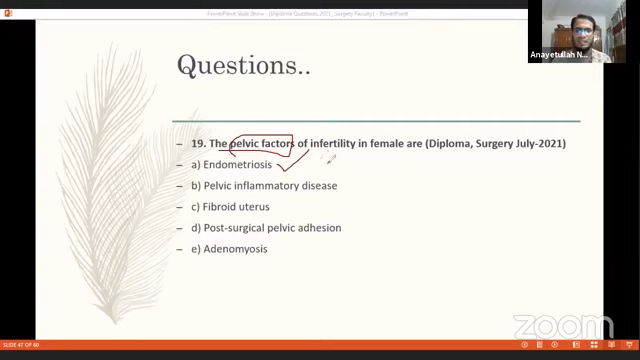 PowerPoint Slide Show - [Diploma Questions 2021_ Surgery Faculty] - PowerPoint
Anayetullah N...
Questions..
19. The pelvic factors of infertility in female are (Diploma, Surgery July-2021)
a) Endometriosis
b) Pelvic inflammatory disease
c) Fibroid uterus
d) Post-surgical pelvic adhesion
e) Adenomyosis
zoom
SLIDE 47 OF 60